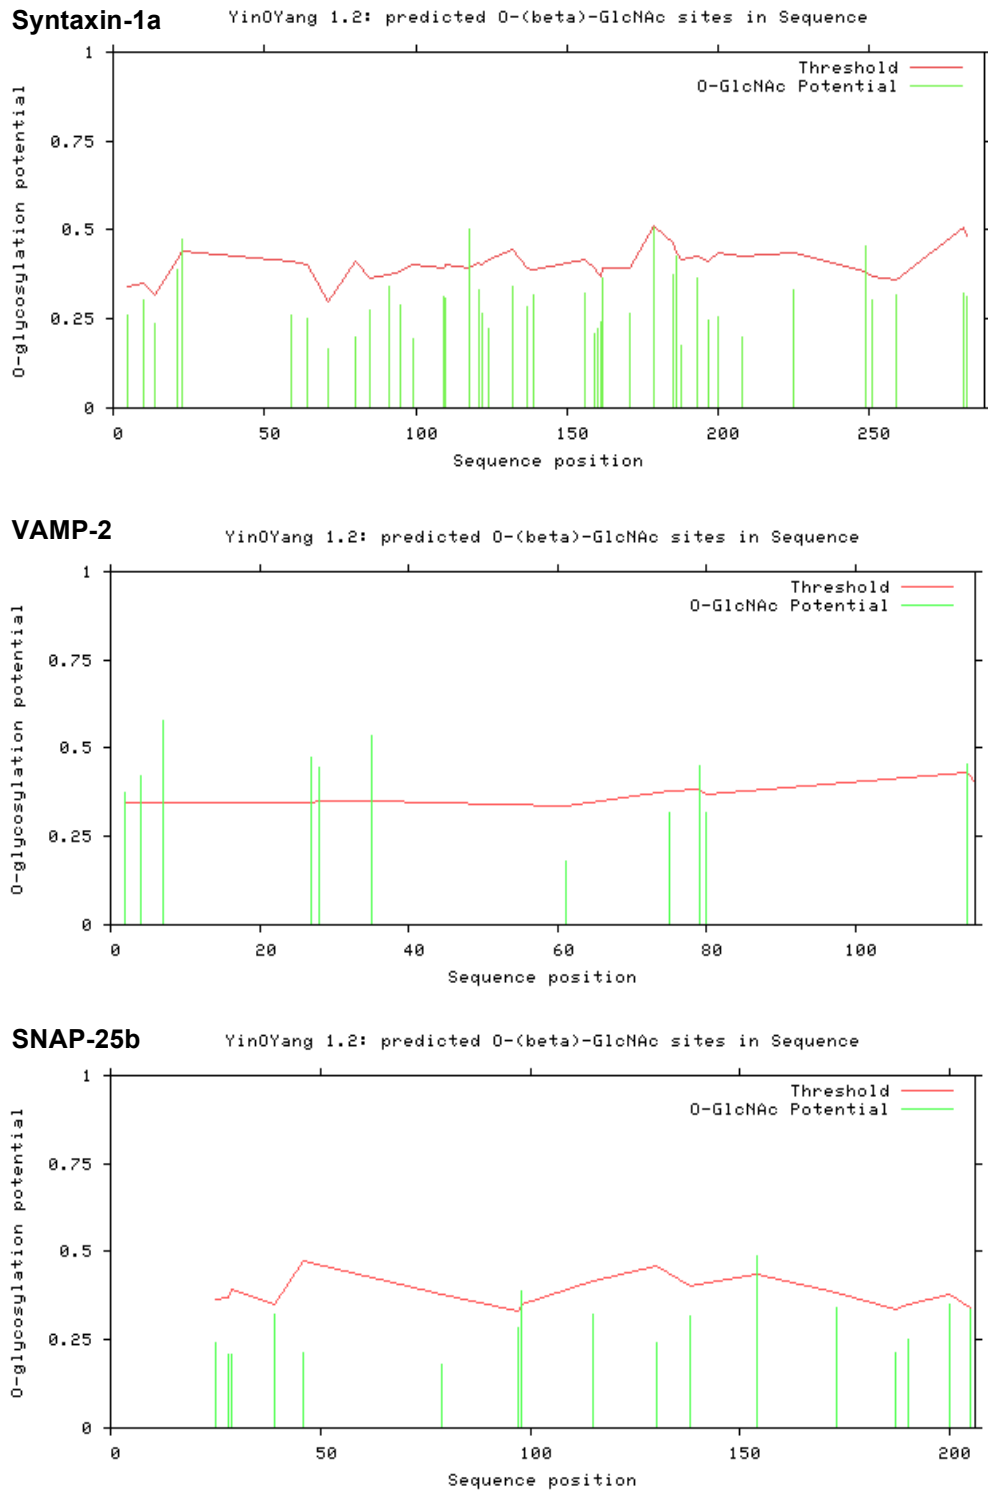 Syntaxin-1a
YinOYang 1.2: predicted O-(beta)-GlcNAc sites in Sequence
Threshold
O-GlcNAc Potential
O-glycosylation potential
1
0.75
0.5
0.25
0
0 50 100 150 200 250
Sequence position
VAMP-2
YinOYang 1.2: predicted O-(beta)-GlcNAc sites in Sequence
Threshold
O-GlcNAc Potential
O-glycosylation potential
1
0.75
0.5
0.25
0
0 20 40 60 80 100
Sequence position
SNAP-25b
YinOYang 1.2: predicted O-(beta)-GlcNAc sites in Sequence
Threshold
O-GlcNAc Potential
O-glycosylation potential
1
0.75
0.5
0.25
0
0 50 100 150 200
Sequence position